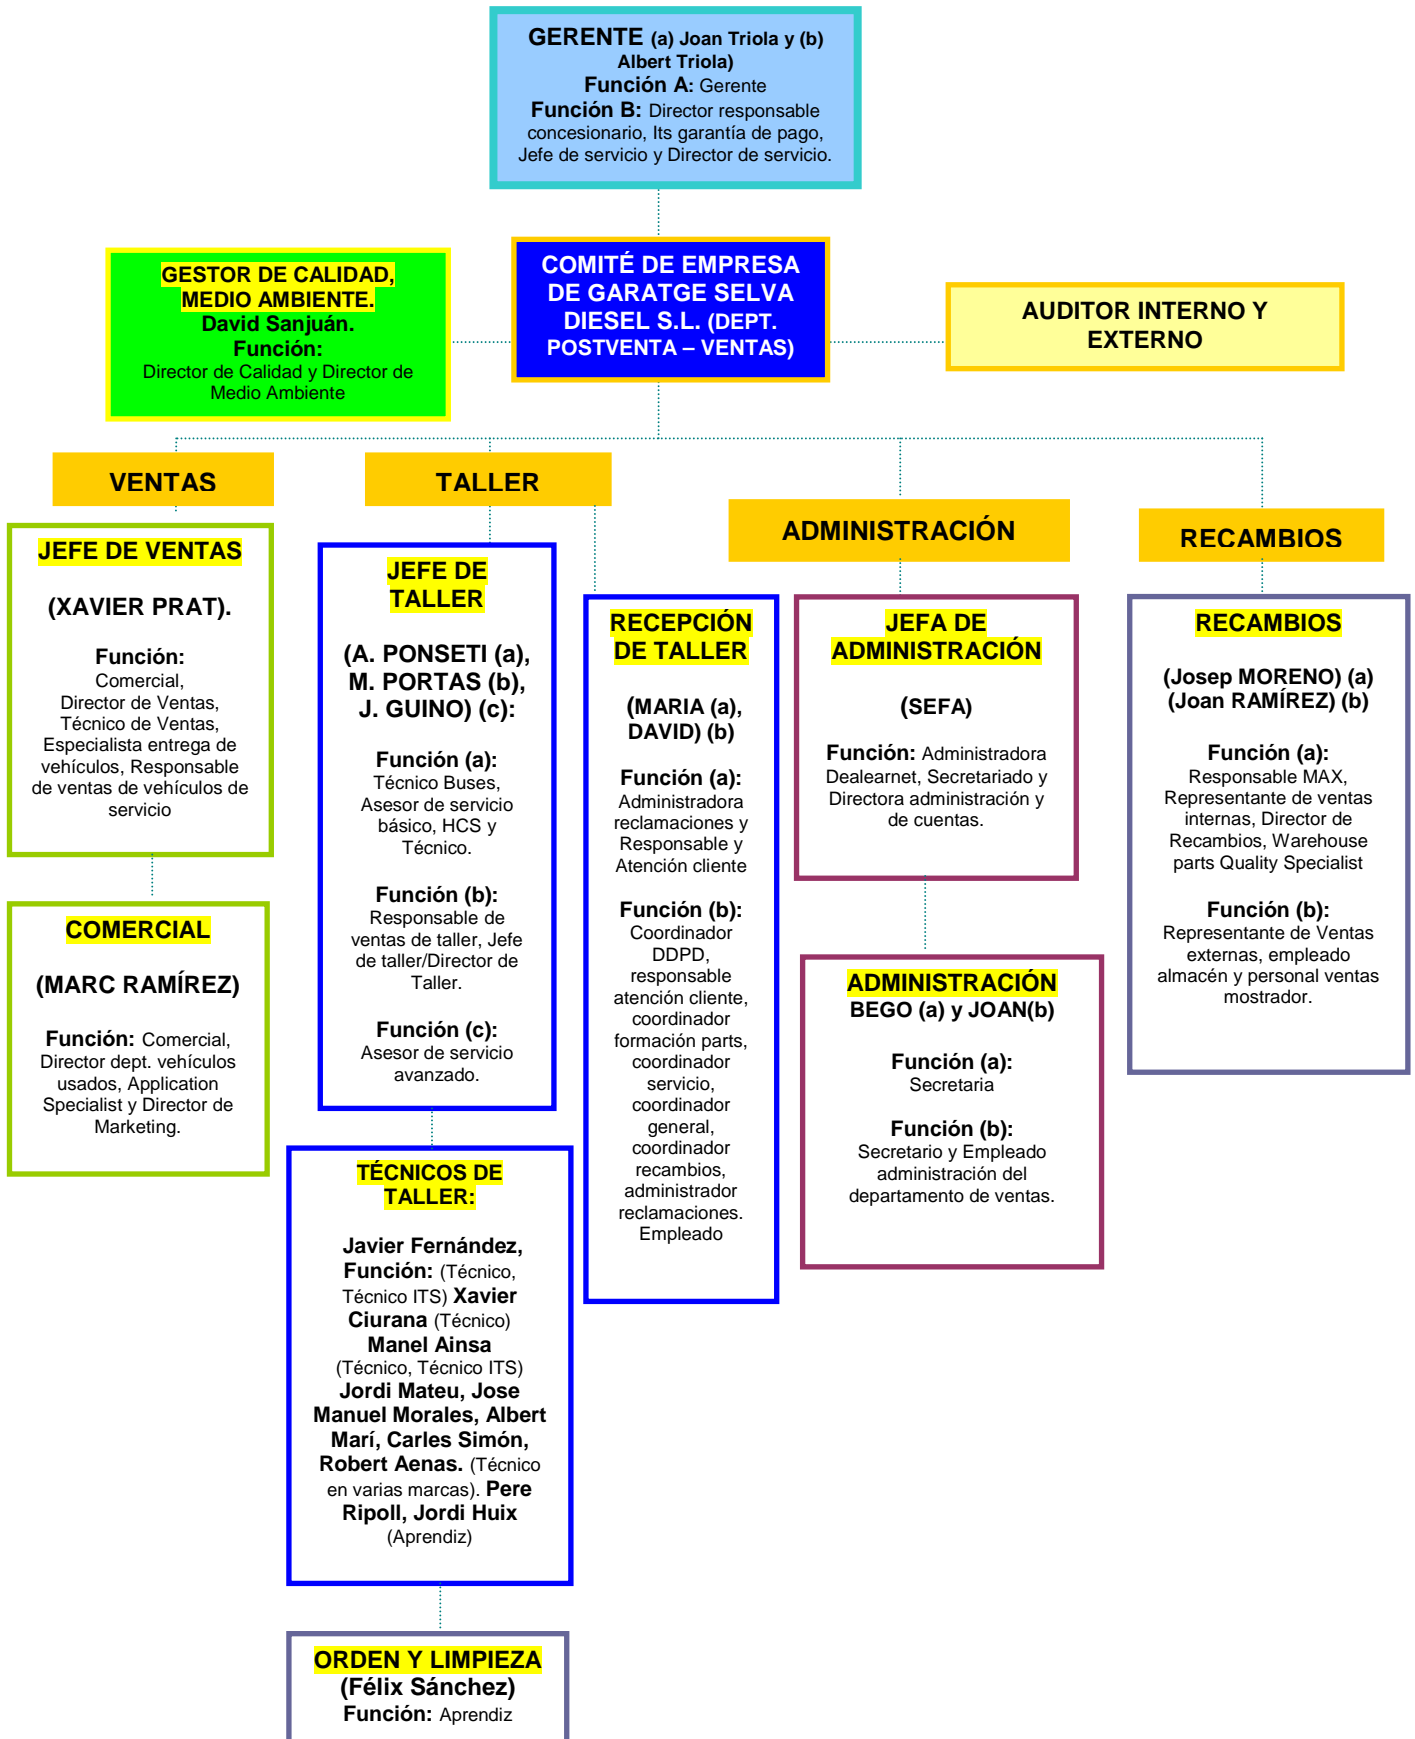 GERENTE (a) Joan Triola y (b)
Albert Triola)
Función A: Gerente
Función B: Director responsable
concesionario, Its garantía de pago,
Jefe de servicio y Director de servicio.
GESTOR DE CALIDAD,
MEDIO AMBIENTE.
David Sanjuán.
Función:
Director de Calidad y Director de
Medio Ambiente
COMITÉ DE EMPRESA
DE GARATGE SELVA
DIESEL S.L. (DEPT.
POSTVENTA – VENTAS)
AUDITOR INTERNO Y
EXTERNO
VENTAS
TALLER
ADMINISTRACIÓN
RECAMBIOS
JEFE DE VENTAS
(XAVIER PRAT).
Función:
Comercial,
Director de Ventas,
Técnico de Ventas,
Especialista entrega de
vehículos, Responsable
de ventas de vehículos de
servicio
COMERCIAL
(MARC RAMÍREZ)
Función: Comercial,
Director dept. vehículos
usados, Application
Specialist y Director de
Marketing.
JEFE DE
TALLER
(A. PONSETI (a),
M. PORTAS (b),
J. GUINO) (c):
Función (a):
Técnico Buses,
Asesor de servicio
básico, HCS y
Técnico.
Función (b):
Responsable de
ventas de taller, Jefe
de taller/Director de
Taller.
Función (c):
Asesor de servicio
avanzado.
TÉCNICOS DE
TALLER:
Javier Fernández,
Función: (Técnico,
Técnico ITS) Xavier
Ciurana (Técnico)
Manel Ainsa
(Técnico, Técnico ITS)
Jordi Mateu, Jose
Manuel Morales, Albert
Marí, Carles Simón,
Robert Aenas. (Técnico
en varias marcas). Pere
Ripoll, Jordi Huix
(Aprendiz)
ORDEN Y LIMPIEZA
(Félix Sánchez)
Función: Aprendiz
RECEPCIÓN
DE TALLER
(MARIA (a),
DAVID) (b)
Función (a):
Administradora
reclamaciones y
Responsable y
Atención cliente
Función (b):
Coordinador
DDPD,
responsable
atención cliente,
coordinador
formación parts,
coordinador
servicio,
coordinador
general,
coordinador
recambios,
administrador
reclamaciones.
Empleado
JEFA DE
ADMINISTRACIÓN
(SEFA)
Función: Administradora
Dealearnet, Secretariado y
Directora administración y
de cuentas.
ADMINISTRACIÓN
BEGO (a) y JOAN(b)
Función (a):
Secretaria
Función (b):
Secretario y Empleado
administración del
departamento de ventas.
RECAMBIOS
(Josep MORENO) (a)
(Joan RAMÍREZ) (b)
Función (a):
Responsable MAX,
Representante de ventas
internas, Director de
Recambios, Warehouse
parts Quality Specialist
Función (b):
Representante de Ventas
externas, empleado
almacén y personal ventas
mostrador.